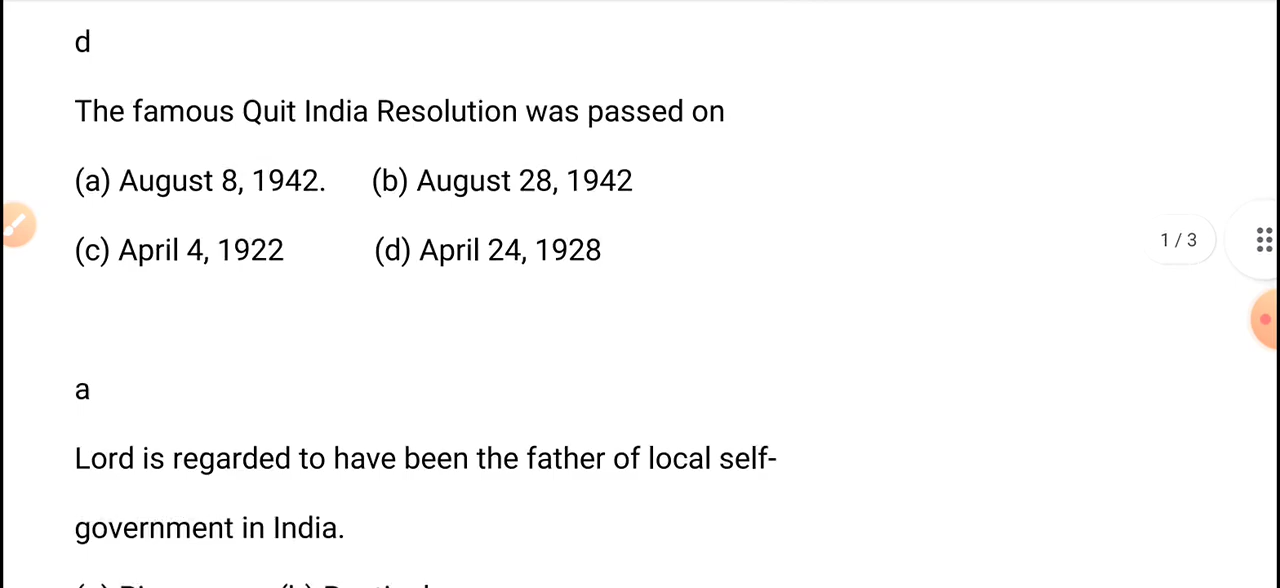 d
The famous Quit India Resolution was passed on
(a) August 8, 1942. (b) August 28, 1942
(c) April 4, 1922 (d) April 24, 1928
1 / 3
a
Lord is regarded to have been the father of local self-
government in India.